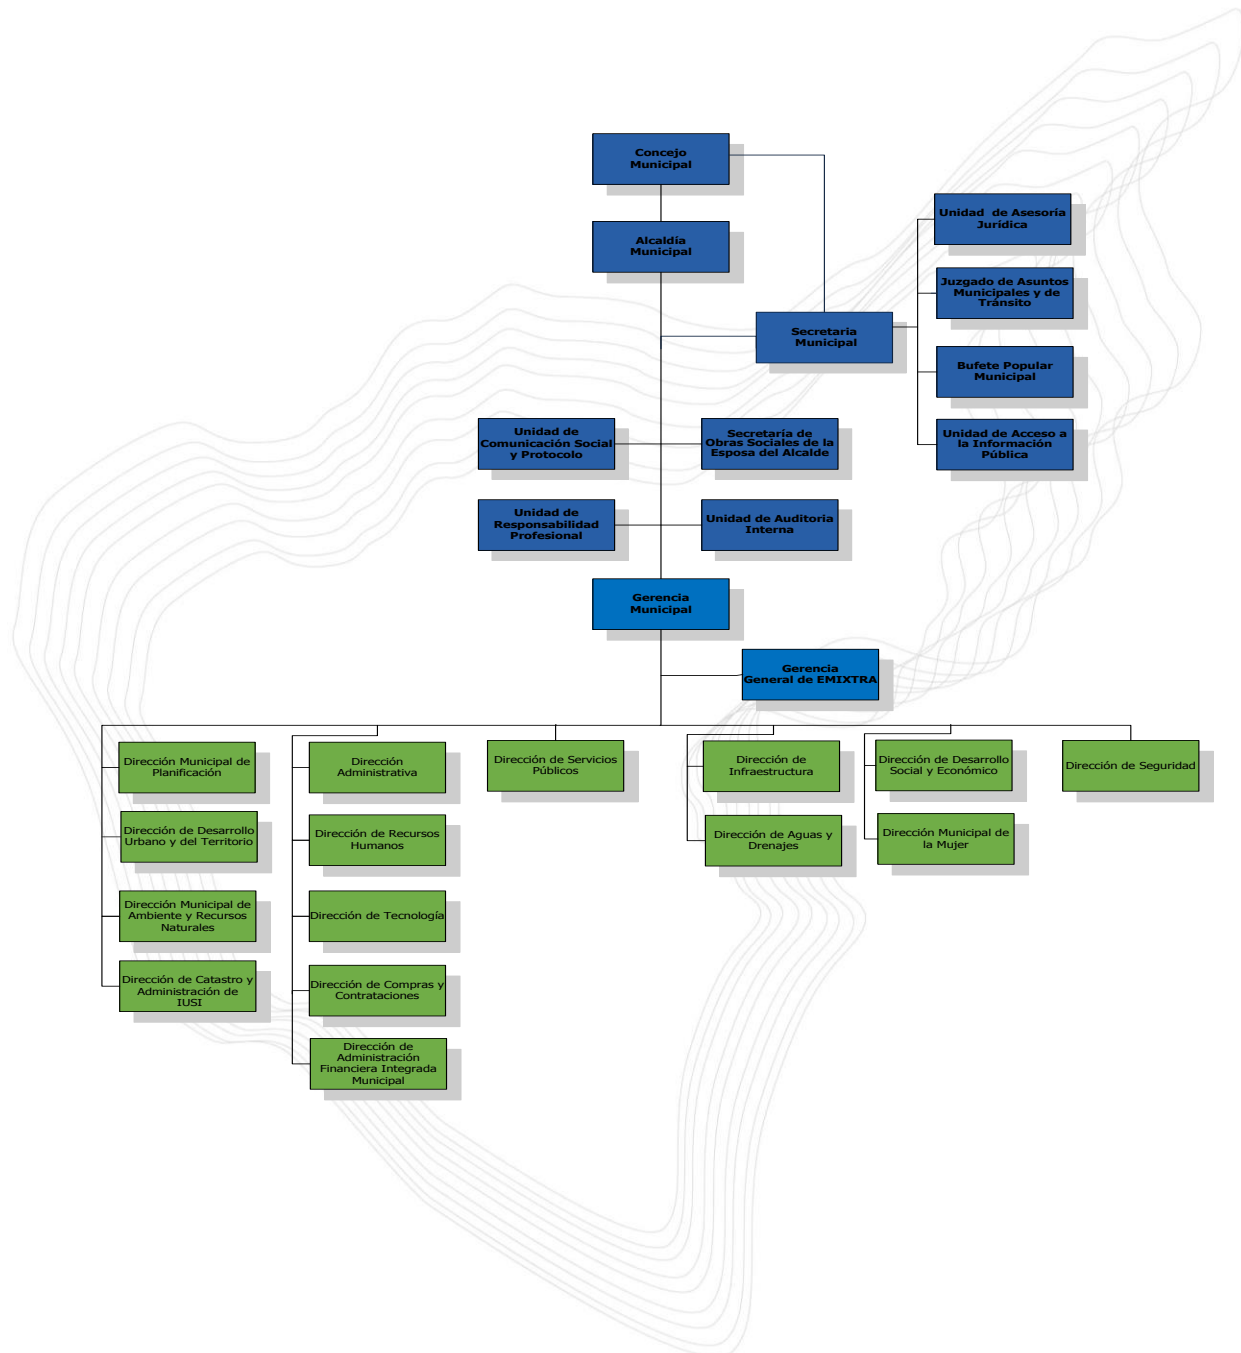 Concejo
Municipal
Alcaldía
Municipal
Secretaria
Municipal
Unidad de Asesoría
Jurídica
Juzgado de Asuntos
Municipales y de
Tránsito
Bufete Popular
Municipal
Unidad de Acceso a
la Información
Pública
Unidad de
Comunicación Social
y Protocolo
Secretaría de
Obras Sociales de la
Esposa del Alcalde
Unidad de
Responsabilidad
Profesional
Unidad de Auditoria
Interna
Gerencia
Municipal
Gerencia
General de EMIXTRA
Dirección Municipal de
Planificación
Dirección de Desarrollo
Urbano y del Territorio
Dirección Municipal de
Ambiente y Recursos
Naturales
Dirección de Catastro y
Administración de
IUSI
Dirección
Administrativa
Dirección de Recursos
Humanos
Dirección de Tecnología
Dirección de Compras y
Contrataciones
Dirección de
Administración
Financiera Integrada
Municipal
Dirección de Servicios
Públicos
Dirección de
Infraestructura
Dirección de Aguas y
Drenajes
Dirección de Desarrollo
Social y Económico
Dirección Municipal de
la Mujer
Dirección de Seguridad